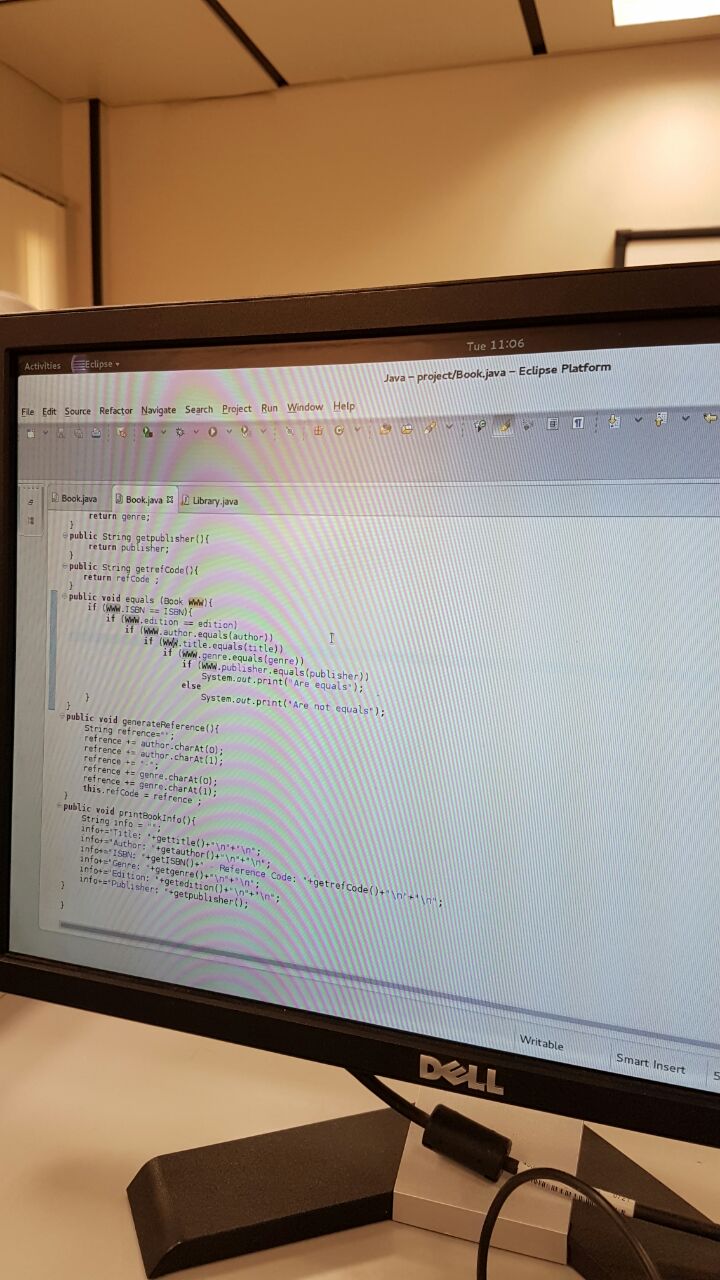 Tue 11:06
Activities Eclipse
Java – project/Book.java – Eclipse Platform
File Edit Source Refactor Navigate Search Project Run Window Help
Book.java Book.java Library.java
return genre;
}
public String getpublisher(){
return publisher;
}
public String getrefCode(){
return refCode ;
}
public void equals (Book www){
if (www.ISBN == ISBN){
if (www.edition == edition)
if (www.author.equals(author))
if (www.title.equals(title))
if (www.genre.equals(genre))
if (www.publisher.equals(publisher))
System.out.print("Are equals");
else
System.out.print("Are not equals");
}
}
public void generateReference(){
String refrence="";
refrence += author.charAt(0);
refrence += author.charAt(1);
refrence += "-";
refrence += genre.charAt(0);
refrence += genre.charAt(1);
this.refCode = refrence ;
}
public void printBookInfo(){
String info = "";
info+="Title: "+gettitle()+"\n"+"\n";
info+="Author: "+getauthor()+"\n"+"\n";
info+="ISBN: "+getISBN()+" - Reference Code: "+getrefCode()+"\n"+"\n";
info+="Genre: "+getgenre()+"\n"+"\n";
info+="Edition: "+getedition()+"\n"+"\n";
info+="Publisher: "+getpublisher();
}
}
Writable Smart Insert 5
DELL